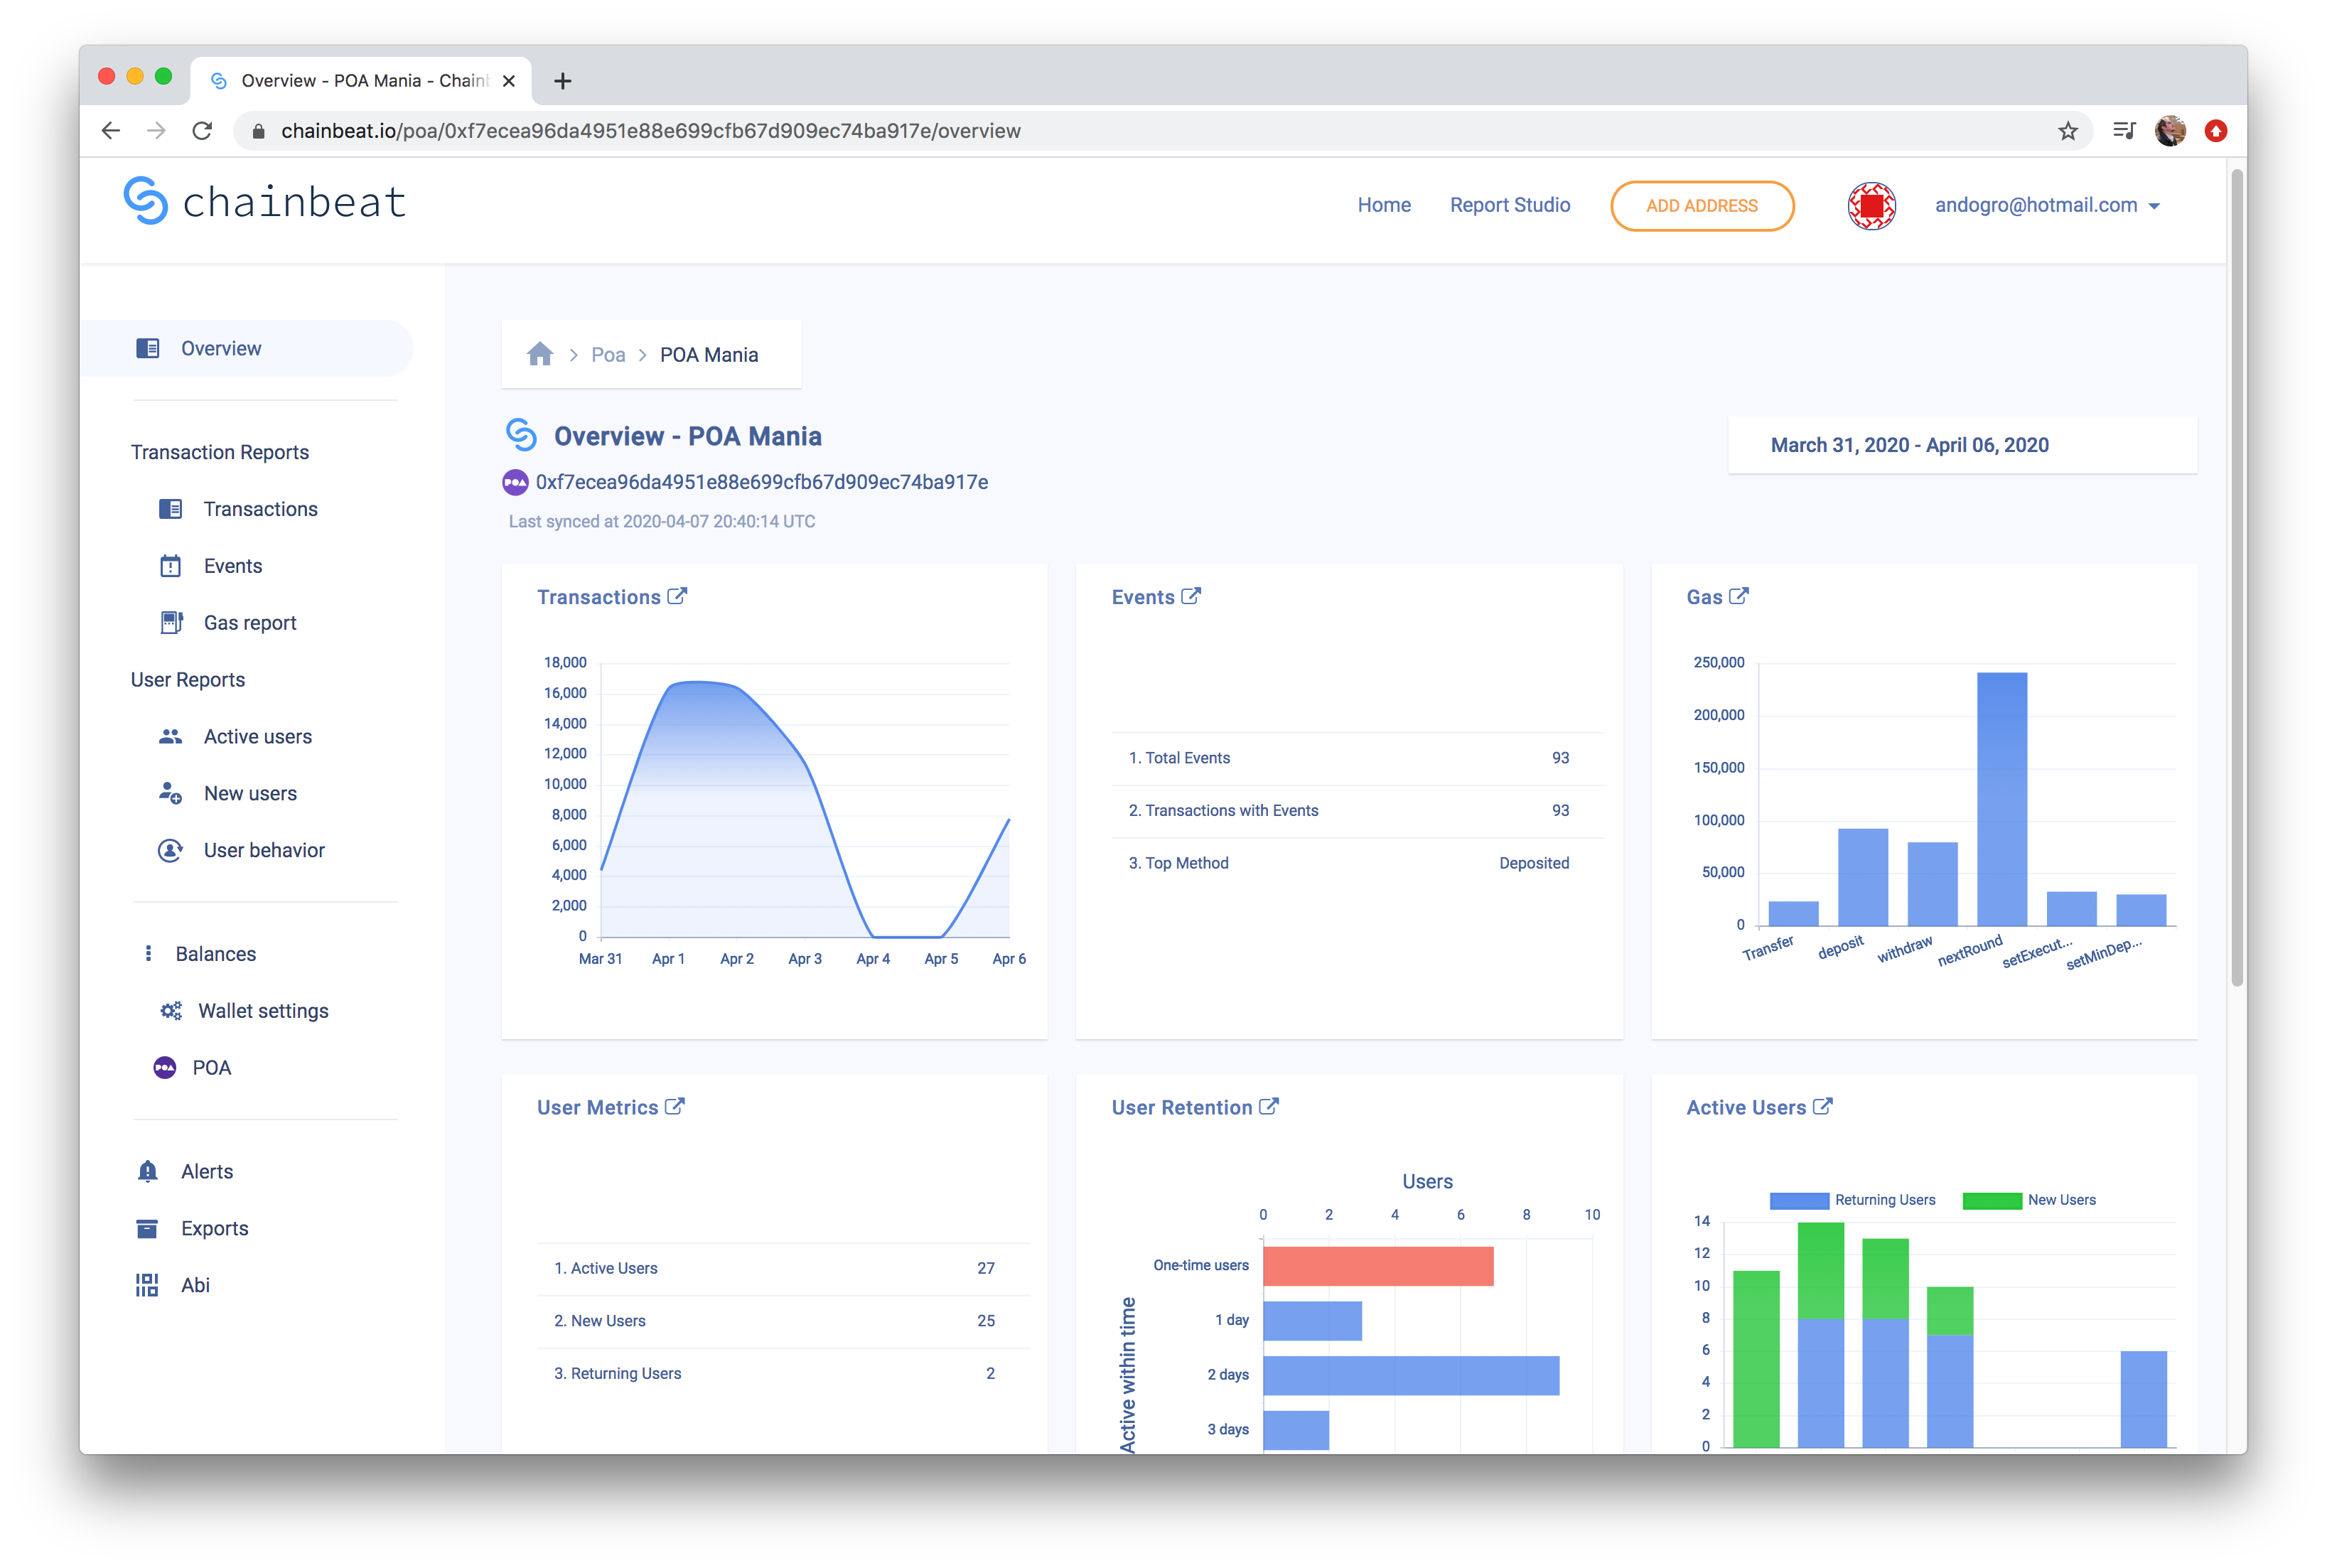 Overview - POA Mania - Chain
chainbeat.io/poa/0xf7ecea96da4951e88e699cfb67d909ec74ba917e/overview
chainbeat
Home
Report Studio
ADD ADDRESS
andogro@hotmail.com
Overview
Transaction Reports
Transactions
Events
Gas report
User Reports
Active users
New users
User behavior
Balances
Wallet settings
POA
POA
Alerts
Exports
Abi
Poa
POA Mania
Overview - POA Mania
POA
0xf7ecea96da4951e88e699cfb67d909ec74ba917e
Last synced at 2020-04-07 20:40:14 UTC
March 31, 2020 - April 06, 2020
Transactions
18,000
16,000
14,000
12,000
10,000
8,000
6,000
4,000
2,000
0
Mar 31 Apr 1 Apr 2 Apr 3 Apr 4 Apr 5 Apr 6
Events
1. Total Events 93
2. Transactions with Events 93
3. Top Method Deposited
Gas
250,000
200,000
150,000
100,000
50,000
0
Transfer deposit withdraw nextRound setExecut... setMinDep...
User Metrics
1. Active Users 27
2. New Users 25
3. Returning Users 2
User Retention
Users
0 2 4 6 8 10
Active within time
One-time users
1 day
2 days
3 days
Active Users
Returning Users New Users
14
12
10
8
6
4
2
0